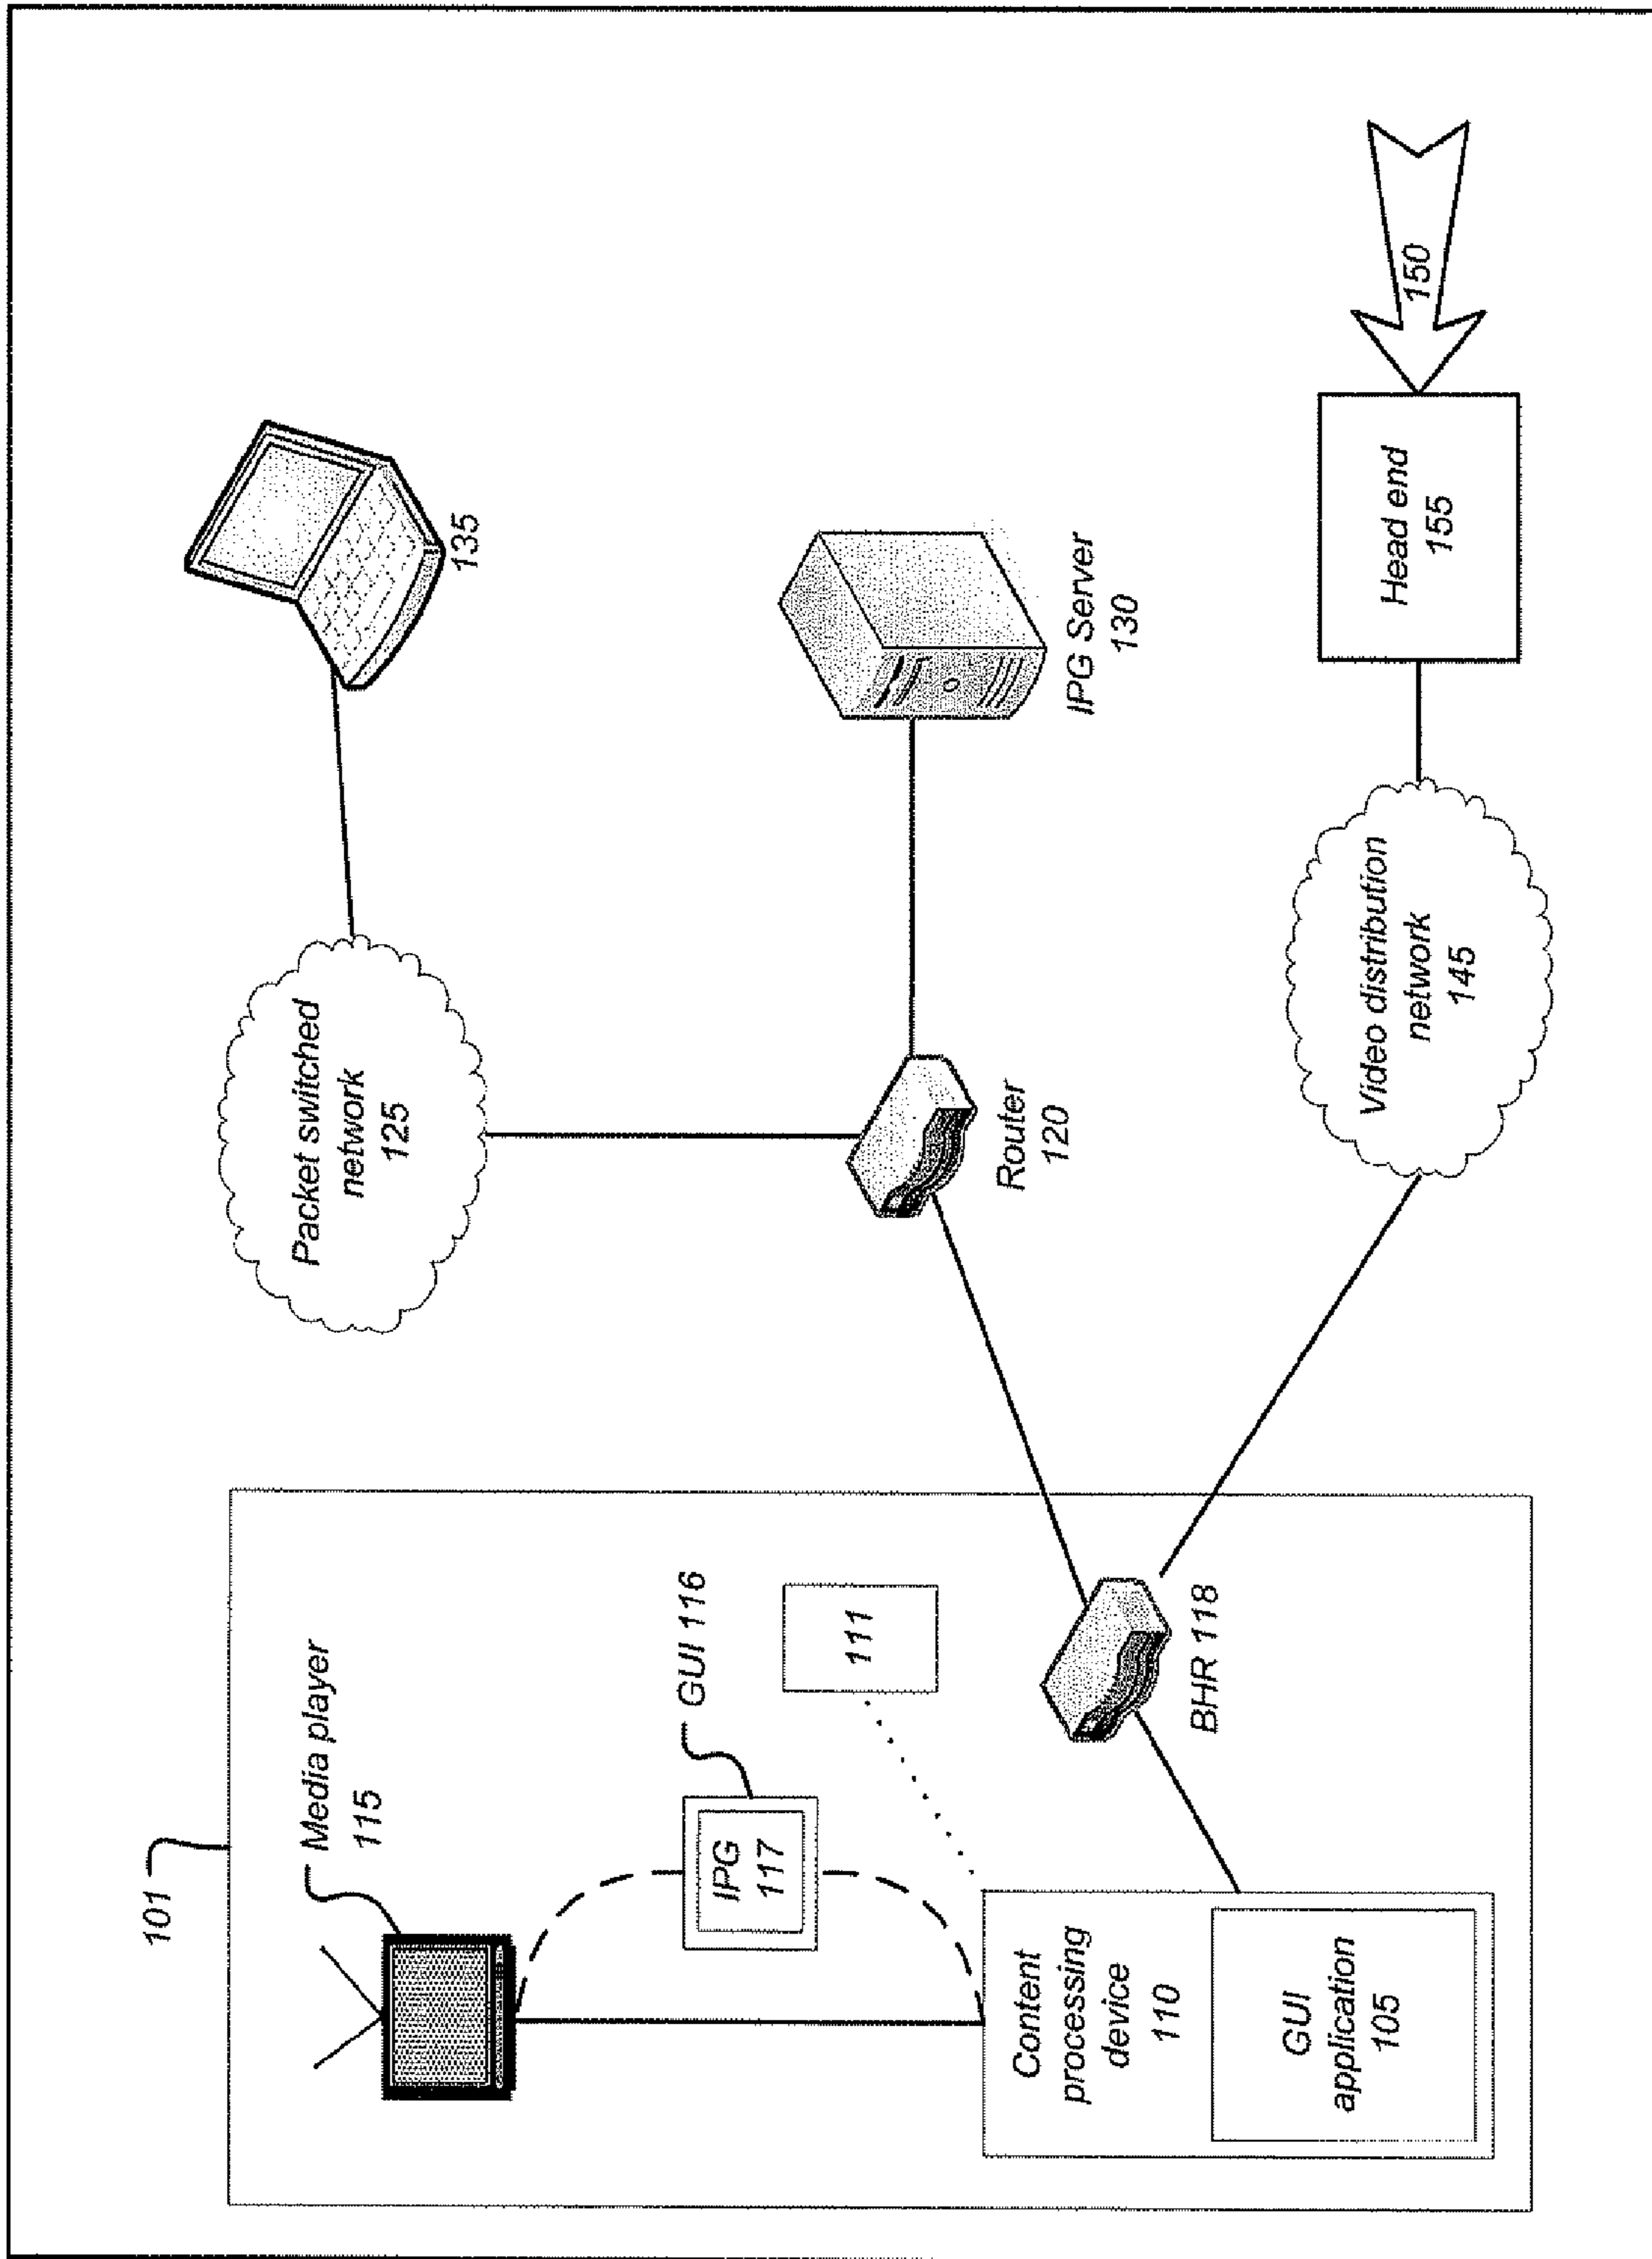 101
Media player
115
GUI 116
IPG
117
111
Content
processing
device
110
GUI
application
105
BHR 118
Packet switched
network
125
135
Router
120
IPG Server
130
Video distribution
network
145
Head end
155
150